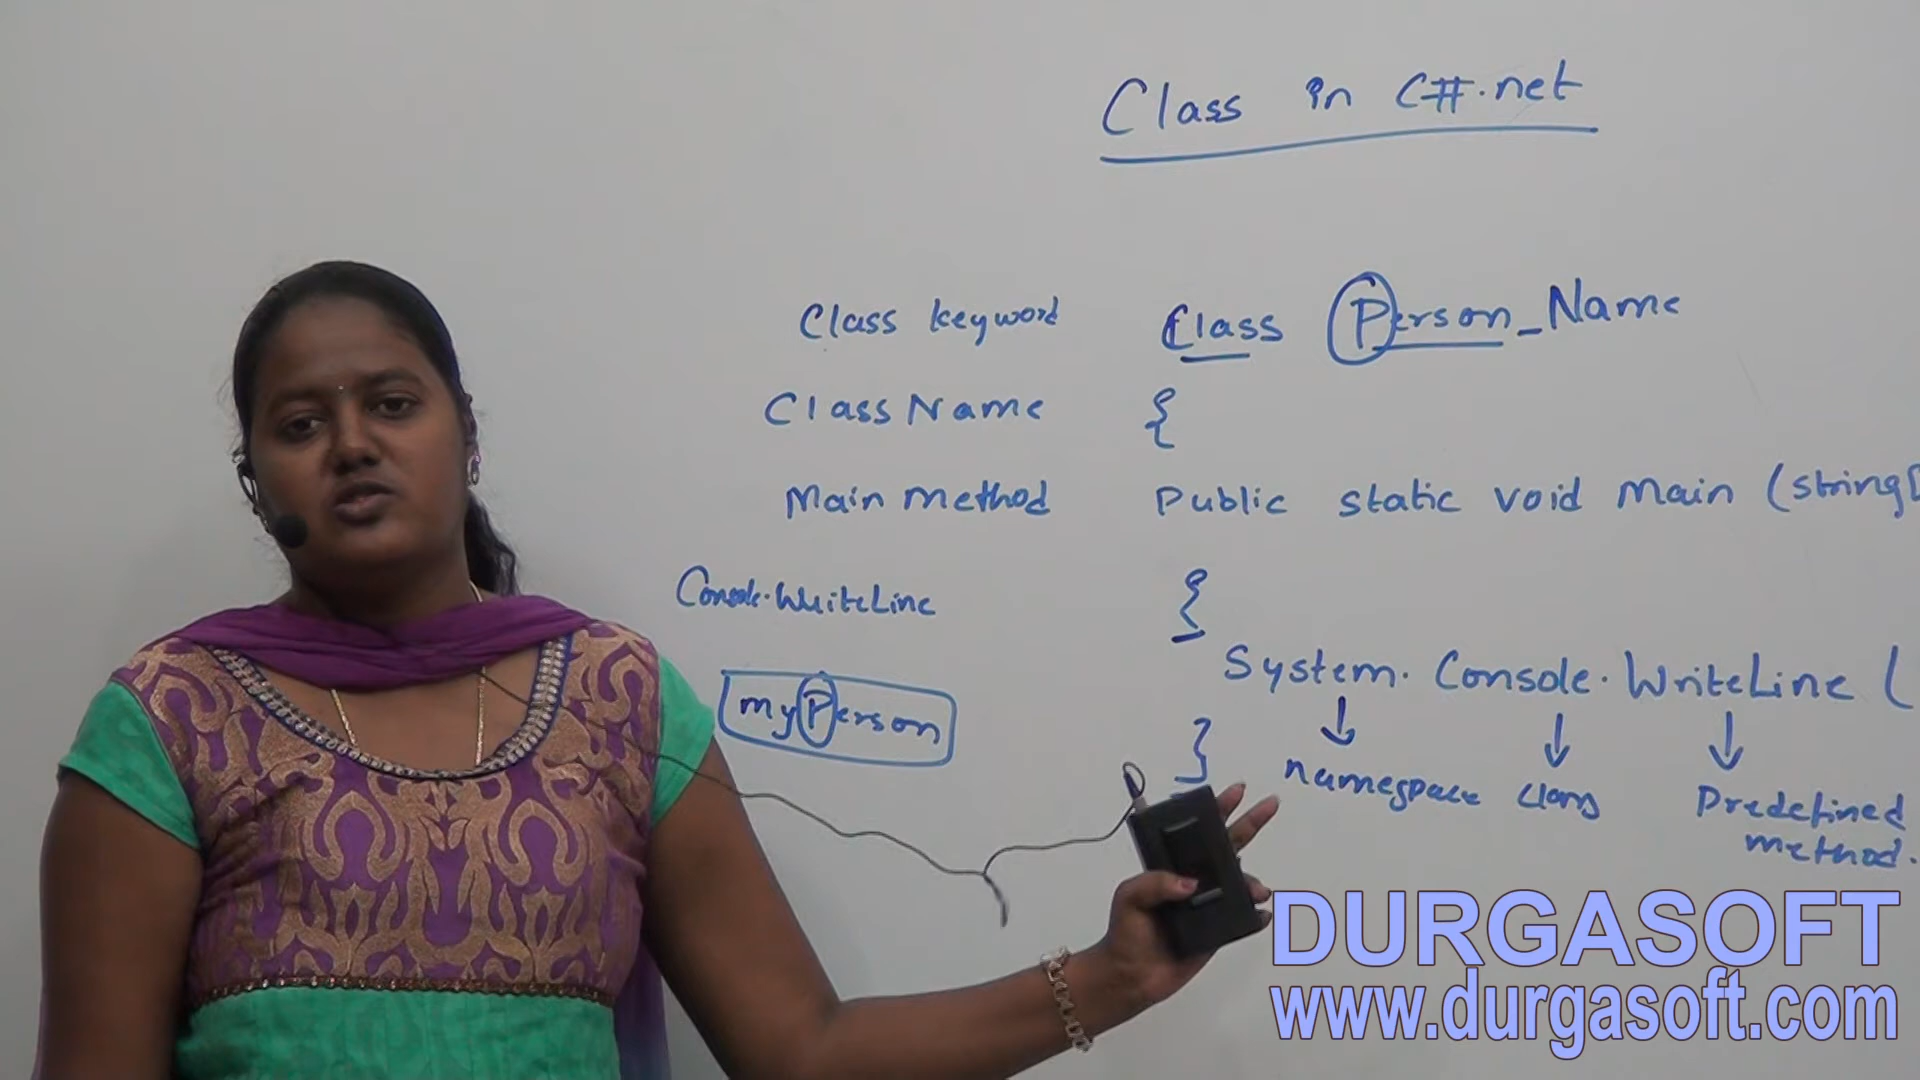 Class in C#.net
Class keyword Class Person_Name
Class Name {
Main method Public static void Main (string[
Console.WriteLine {
System. Console. WriteLine (
myPerson } namespace class Predefined
method.
DURGASOFT
www.durgasoft.com